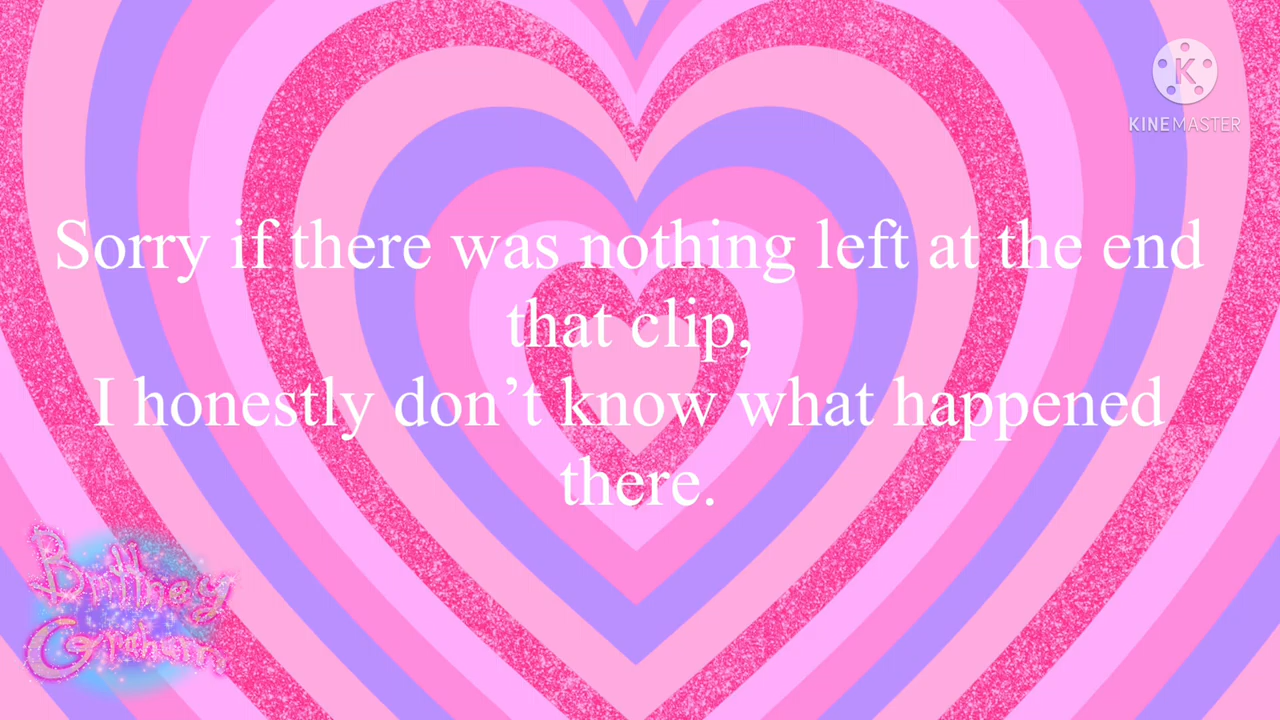 K
KINEMASTER
Sorry if there was nothing left at the end
that clip,
I honestly don’t know what happened
there.
Brittney
Graham